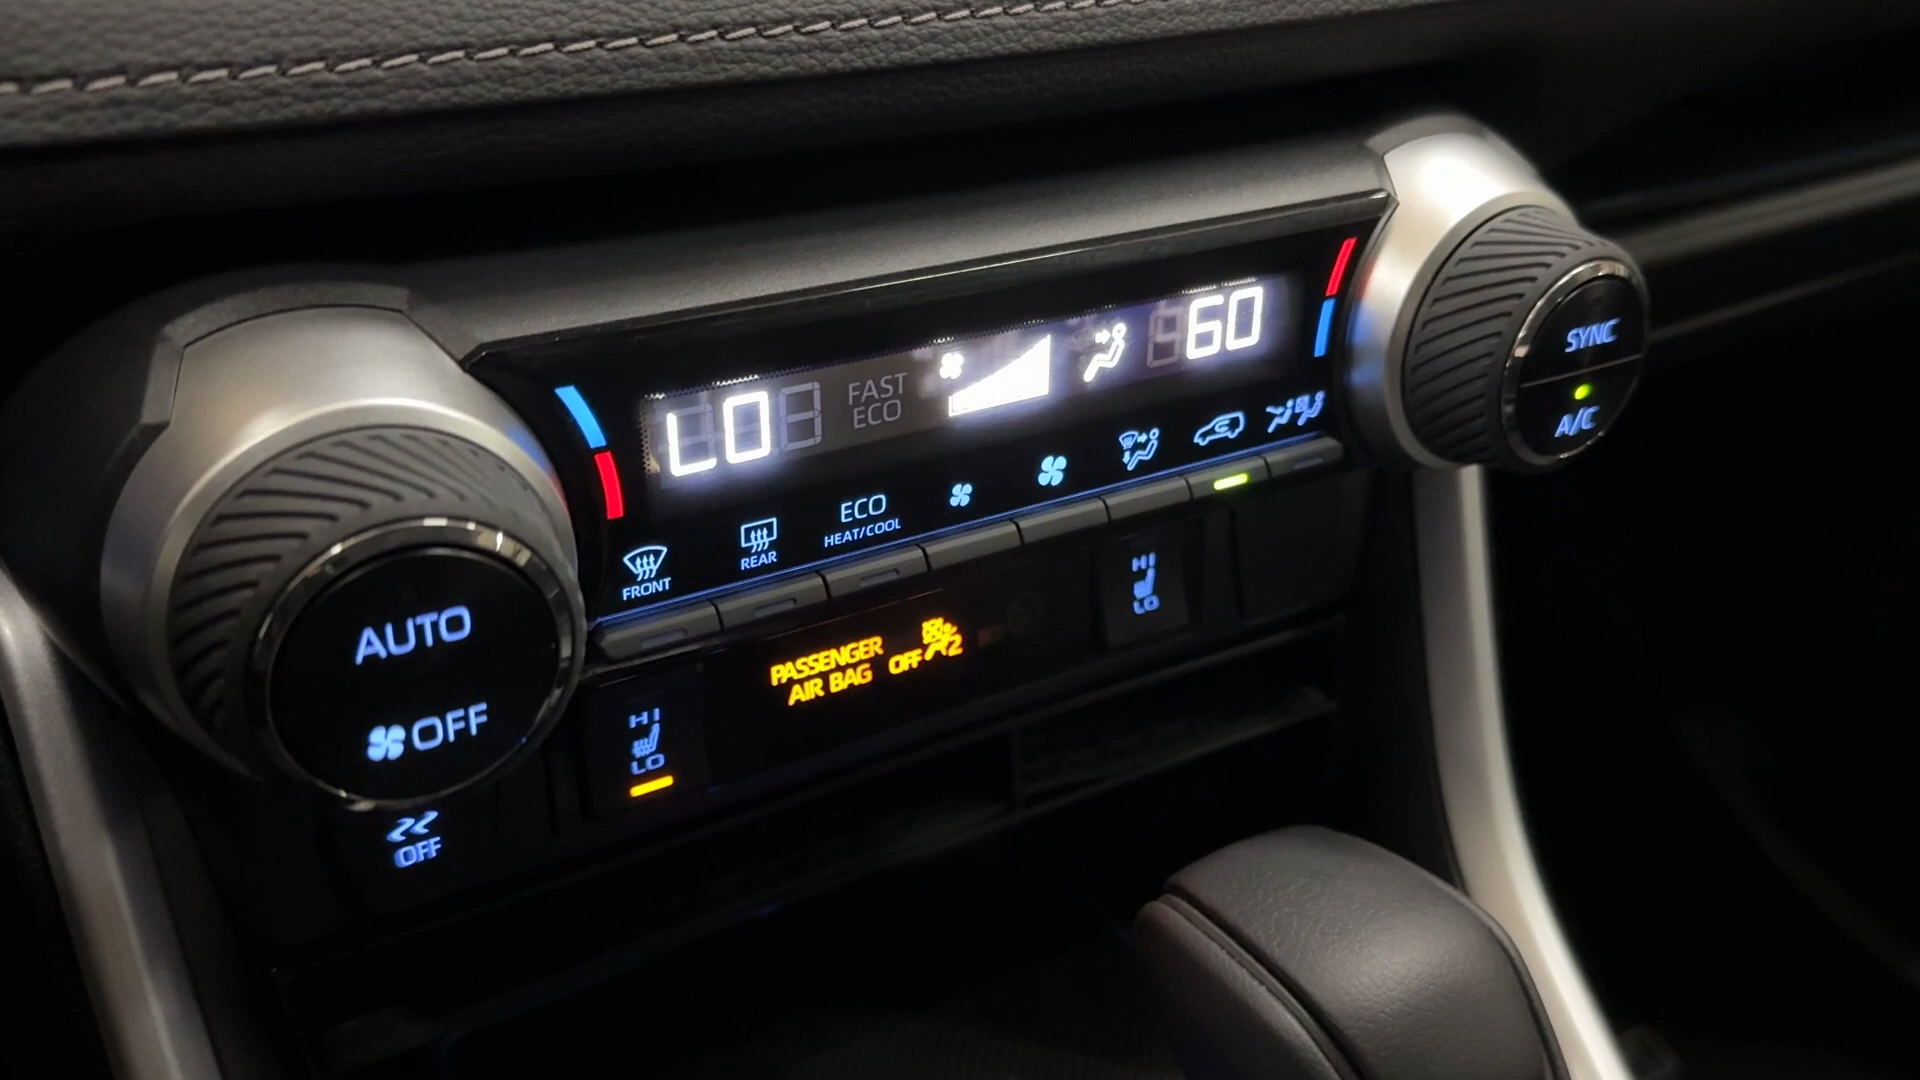 LO
FAST
ECO
60
SYNC
A/C
FRONT
REAR
ECO
HEAT/COOL
AUTO
OFF
PASSENGER
AIR BAG OFF 2
HI
LO
HI
LO
OFF